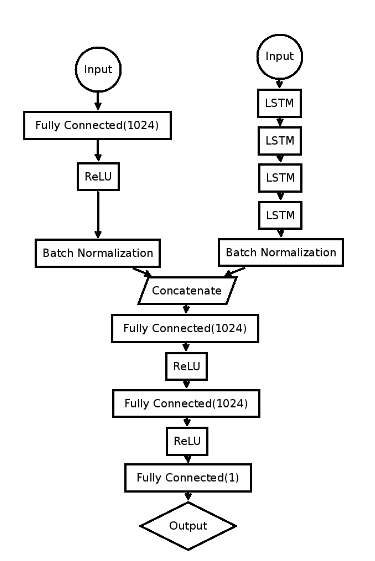 Input
Fully Connected(1024)
ReLU
Batch Normalization
Input
LSTM
LSTM
LSTM
LSTM
Batch Normalization
Concatenate
Fully Connected(1024)
ReLU
Fully Connected(1024)
ReLU
Fully Connected(1)
Output